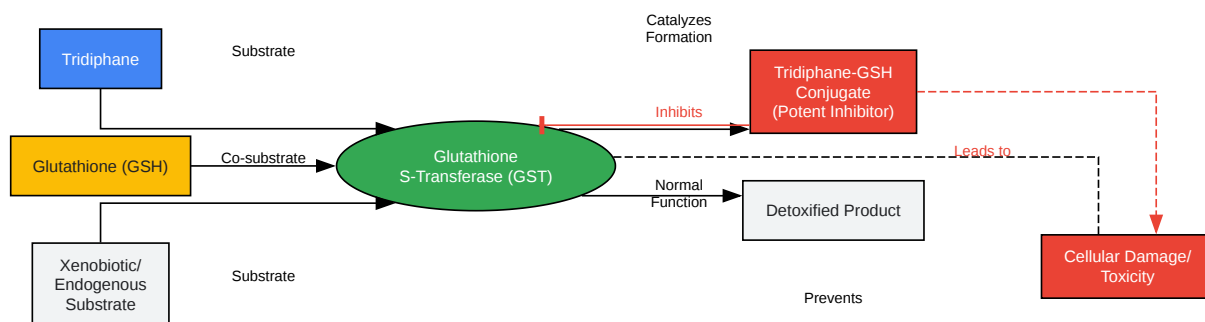 Catalyzes
Formation
Tridiphane
Substrate
Tridiphane-GSH
Conjugate
(Potent Inhibitor)
Inhibits
Glutathione (GSH)
Co-substrate
Glutathione
S-Transferase (GST)
Leads to
Normal
Function
Detoxified Product
Xenobiotic/
Endogenous
Substrate
Substrate
Cellular Damage/
Toxicity
Prevents